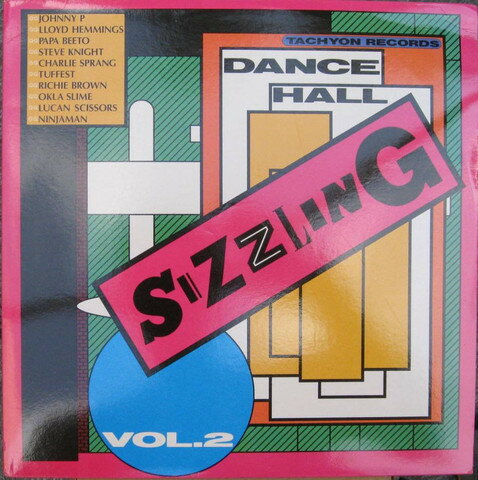 JOHNNY P
LLOYD HEMMINGS
PAPA BEETO
STEVE KNIGHT
CHARLIE SPRANG
TUFFEST
RICHIE BROWN
OKLA SLIME
LUCAN SCISSORS
NINJAMAN
TACHYON RECORDS
DANCE
HALL
SIZZLING
VOL.2